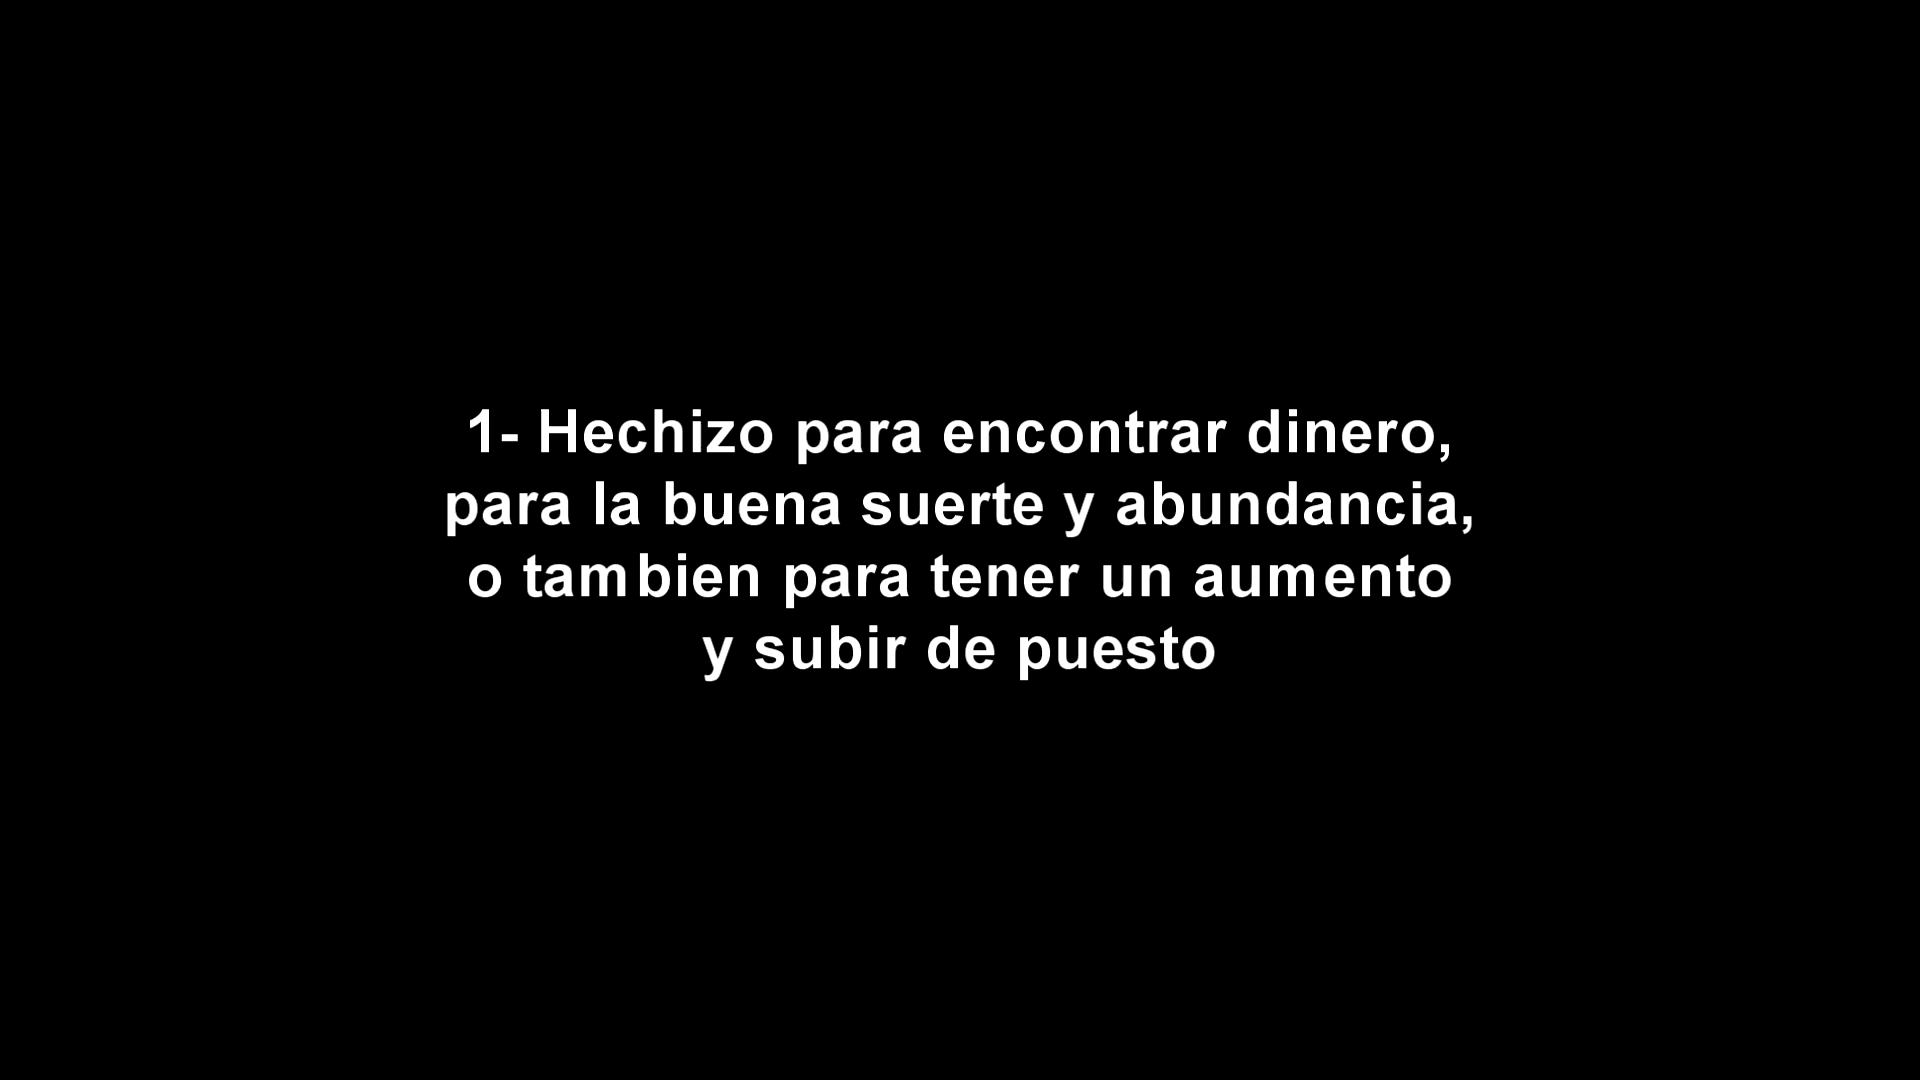 1- Hechizo para encontrar dinero,
para la buena suerte y abundancia,
o tambien para tener un aumento
y subir de puesto